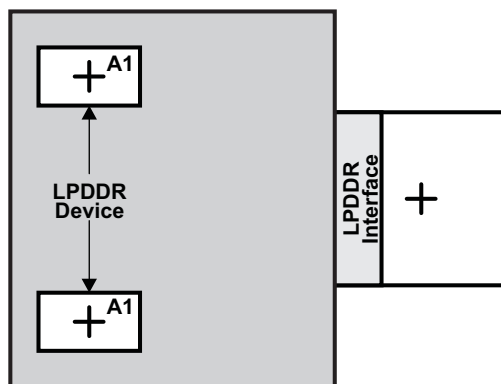 A1
LPDDR
Device
LPDDR
Interface
A1